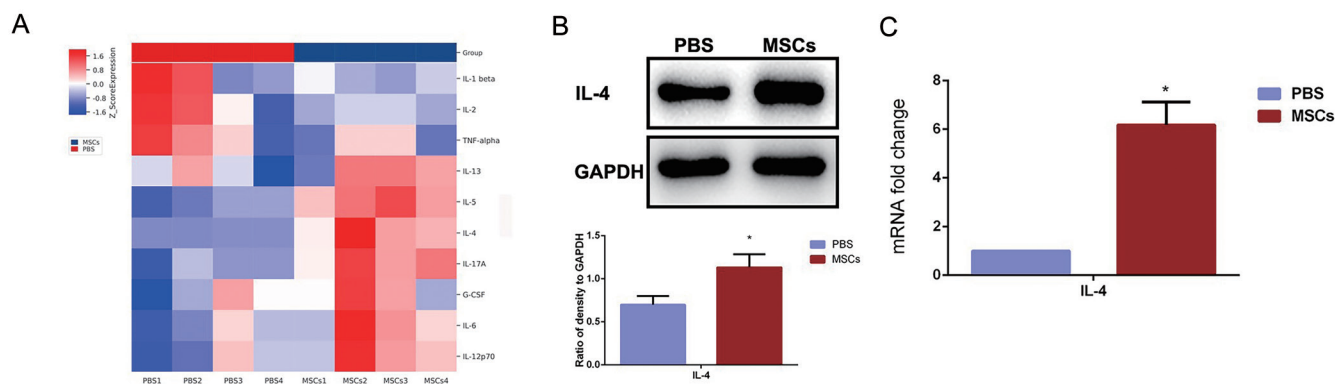 A
1.6
0.8
0.0
-0.8
-1.6
Z_ScoreExpression
MSCs
PBS
Group
IL-1 beta
IL-2
TNF-alpha
IL-13
IL-5
IL-4
IL-17A
G-CSF
IL-6
IL-12p70
PBS1 PBS2 PBS3 PBS4 MSCs1 MSCs2 MSCs3 MSCs4
B
PBS MSCs
IL-4
GAPDH
Ratio of density to GAPDH
1.5
1.0
0.5
0.0
*
IL-4
PBS
MSCs
C
mRNA fold change
8
6
4
2
0
*
IL-4
PBS
MSCs